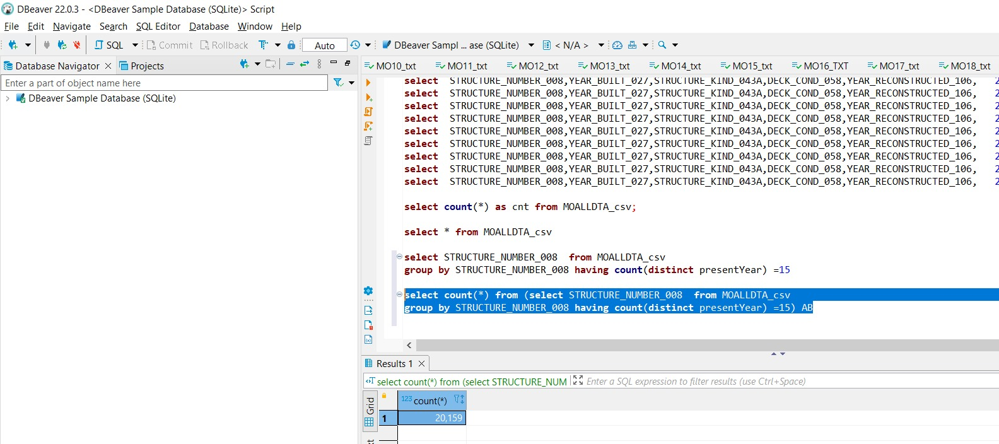 DBeaver 22.0.3 - <DBeaver Sample Database (SQLite)> Script
File Edit Navigate Search SQL Editor Database Window Help
SQL Commit Rollback Auto DBeaver Sampl ... ase (SQLite) < N/A >
Database Navigator Projects
MO10_txt MO11_txt MO12_txt MO13_txt MO14_txt MO15_txt MO16_TXT MO17_txt MO18_txt
Enter a part of object name here
DBeaver Sample Database (SQLite)
select STRUCTURE_NUMBER_008,YEAR_BUILT_027,STRUCTURE_KIND_043A,DECK_COND_058,YEAR_RECONSTRUCTED_106, 2
select STRUCTURE_NUMBER_008,YEAR_BUILT_027,STRUCTURE_KIND_043A,DECK_COND_058,YEAR_RECONSTRUCTED_106, 2
select STRUCTURE_NUMBER_008,YEAR_BUILT_027,STRUCTURE_KIND_043A,DECK_COND_058,YEAR_RECONSTRUCTED_106, 2
select STRUCTURE_NUMBER_008,YEAR_BUILT_027,STRUCTURE_KIND_043A,DECK_COND_058,YEAR_RECONSTRUCTED_106, 2
select STRUCTURE_NUMBER_008,YEAR_BUILT_027,STRUCTURE_KIND_043A,DECK_COND_058,YEAR_RECONSTRUCTED_106, 2
select STRUCTURE_NUMBER_008,YEAR_BUILT_027,STRUCTURE_KIND_043A,DECK_COND_058,YEAR_RECONSTRUCTED_106, 2
select STRUCTURE_NUMBER_008,YEAR_BUILT_027,STRUCTURE_KIND_043A,DECK_COND_058,YEAR_RECONSTRUCTED_106, 2
select STRUCTURE_NUMBER_008,YEAR_BUILT_027,STRUCTURE_KIND_043A,DECK_COND_058,YEAR_RECONSTRUCTED_106, 2
select STRUCTURE_NUMBER_008,YEAR_BUILT_027,STRUCTURE_KIND_043A,DECK_COND_058,YEAR_RECONSTRUCTED_106, 2
select count(*) as cnt from MOALLDTA_csv;
select * from MOALLDTA_csv
select STRUCTURE_NUMBER_008 from MOALLDTA_csv
group by STRUCTURE_NUMBER_008 having count(distinct presentYear) =15
select count(*) from (select STRUCTURE_NUMBER_008 from MOALLDTA_csv
group by STRUCTURE_NUMBER_008 having count(distinct presentYear) =15) AB
Results 1
select count(*) from (select STRUCTURE_NUM Enter a SQL expression to filter results (use Ctrl+Space)
Grid
123 count(*)
1 20,159